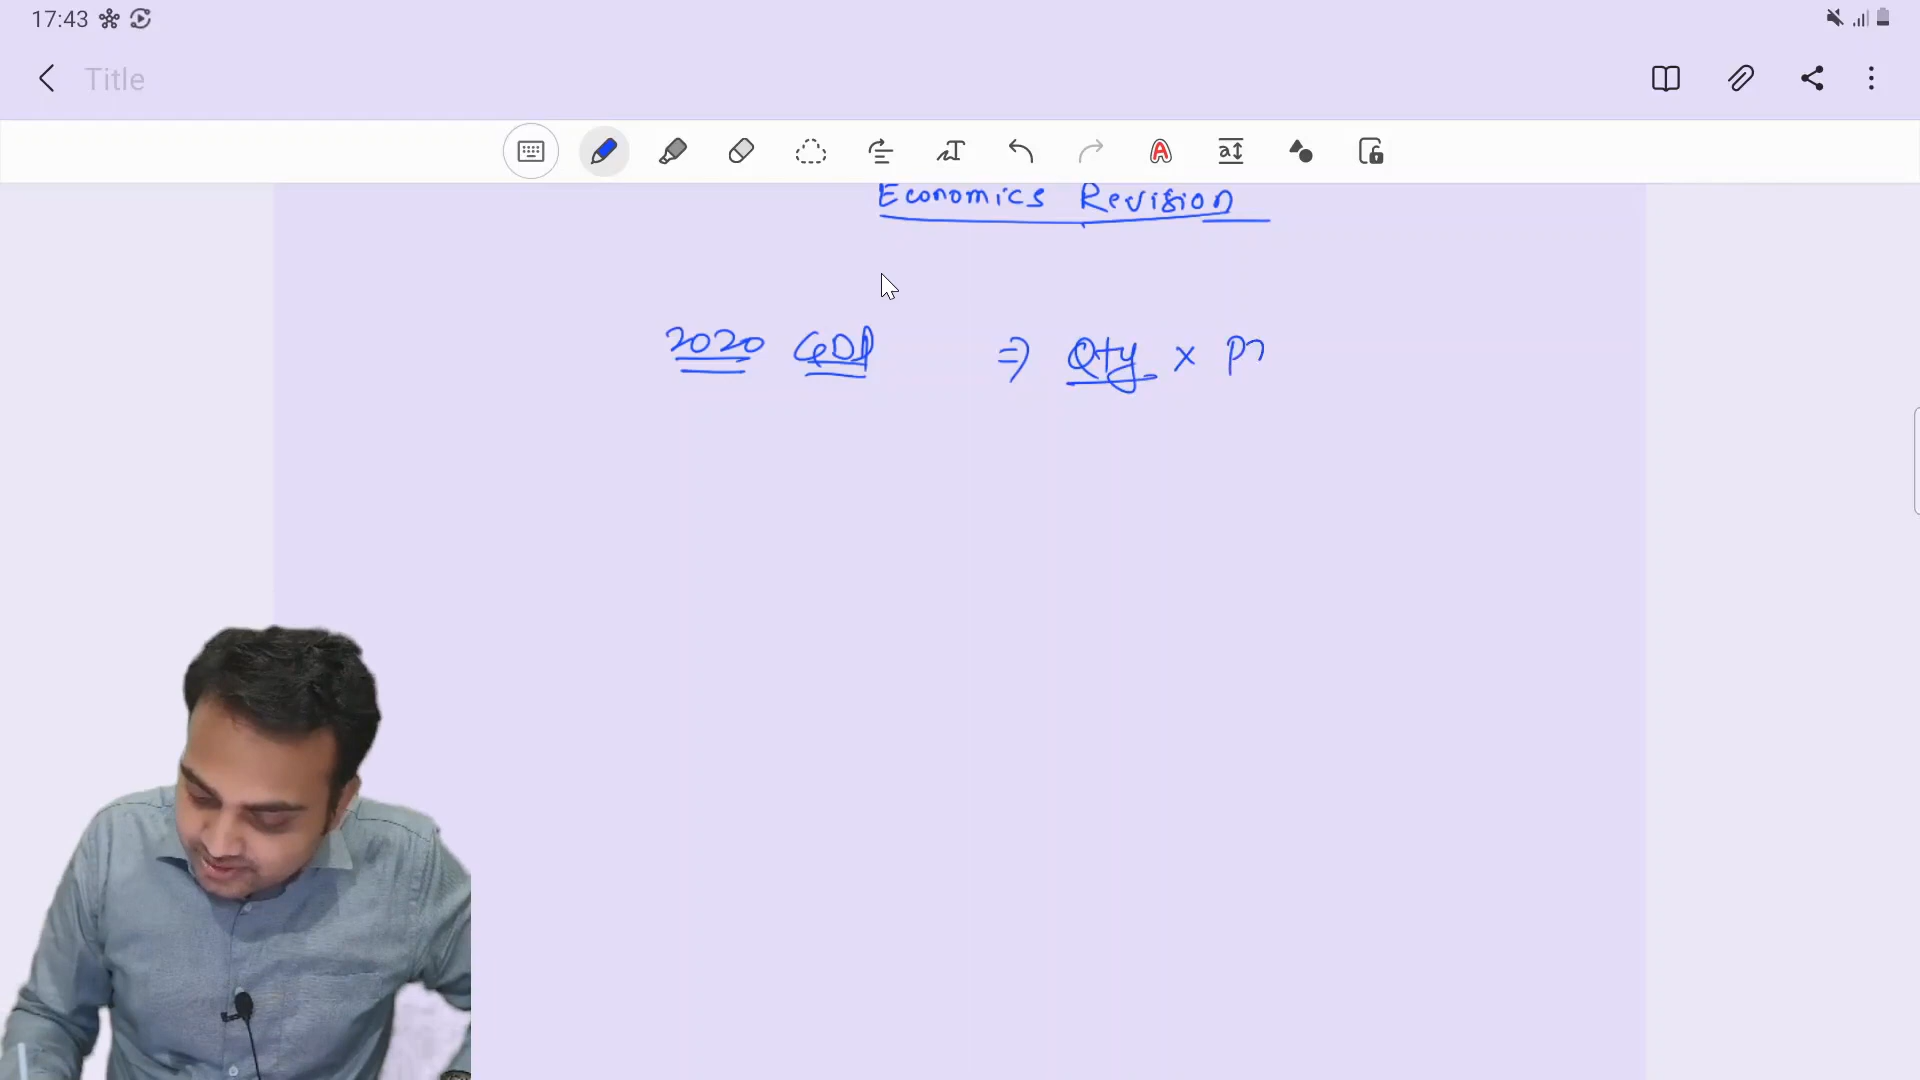 17:43
Title
A
a
Economics Revision
2020 GDP ⇒ Qty × Pr